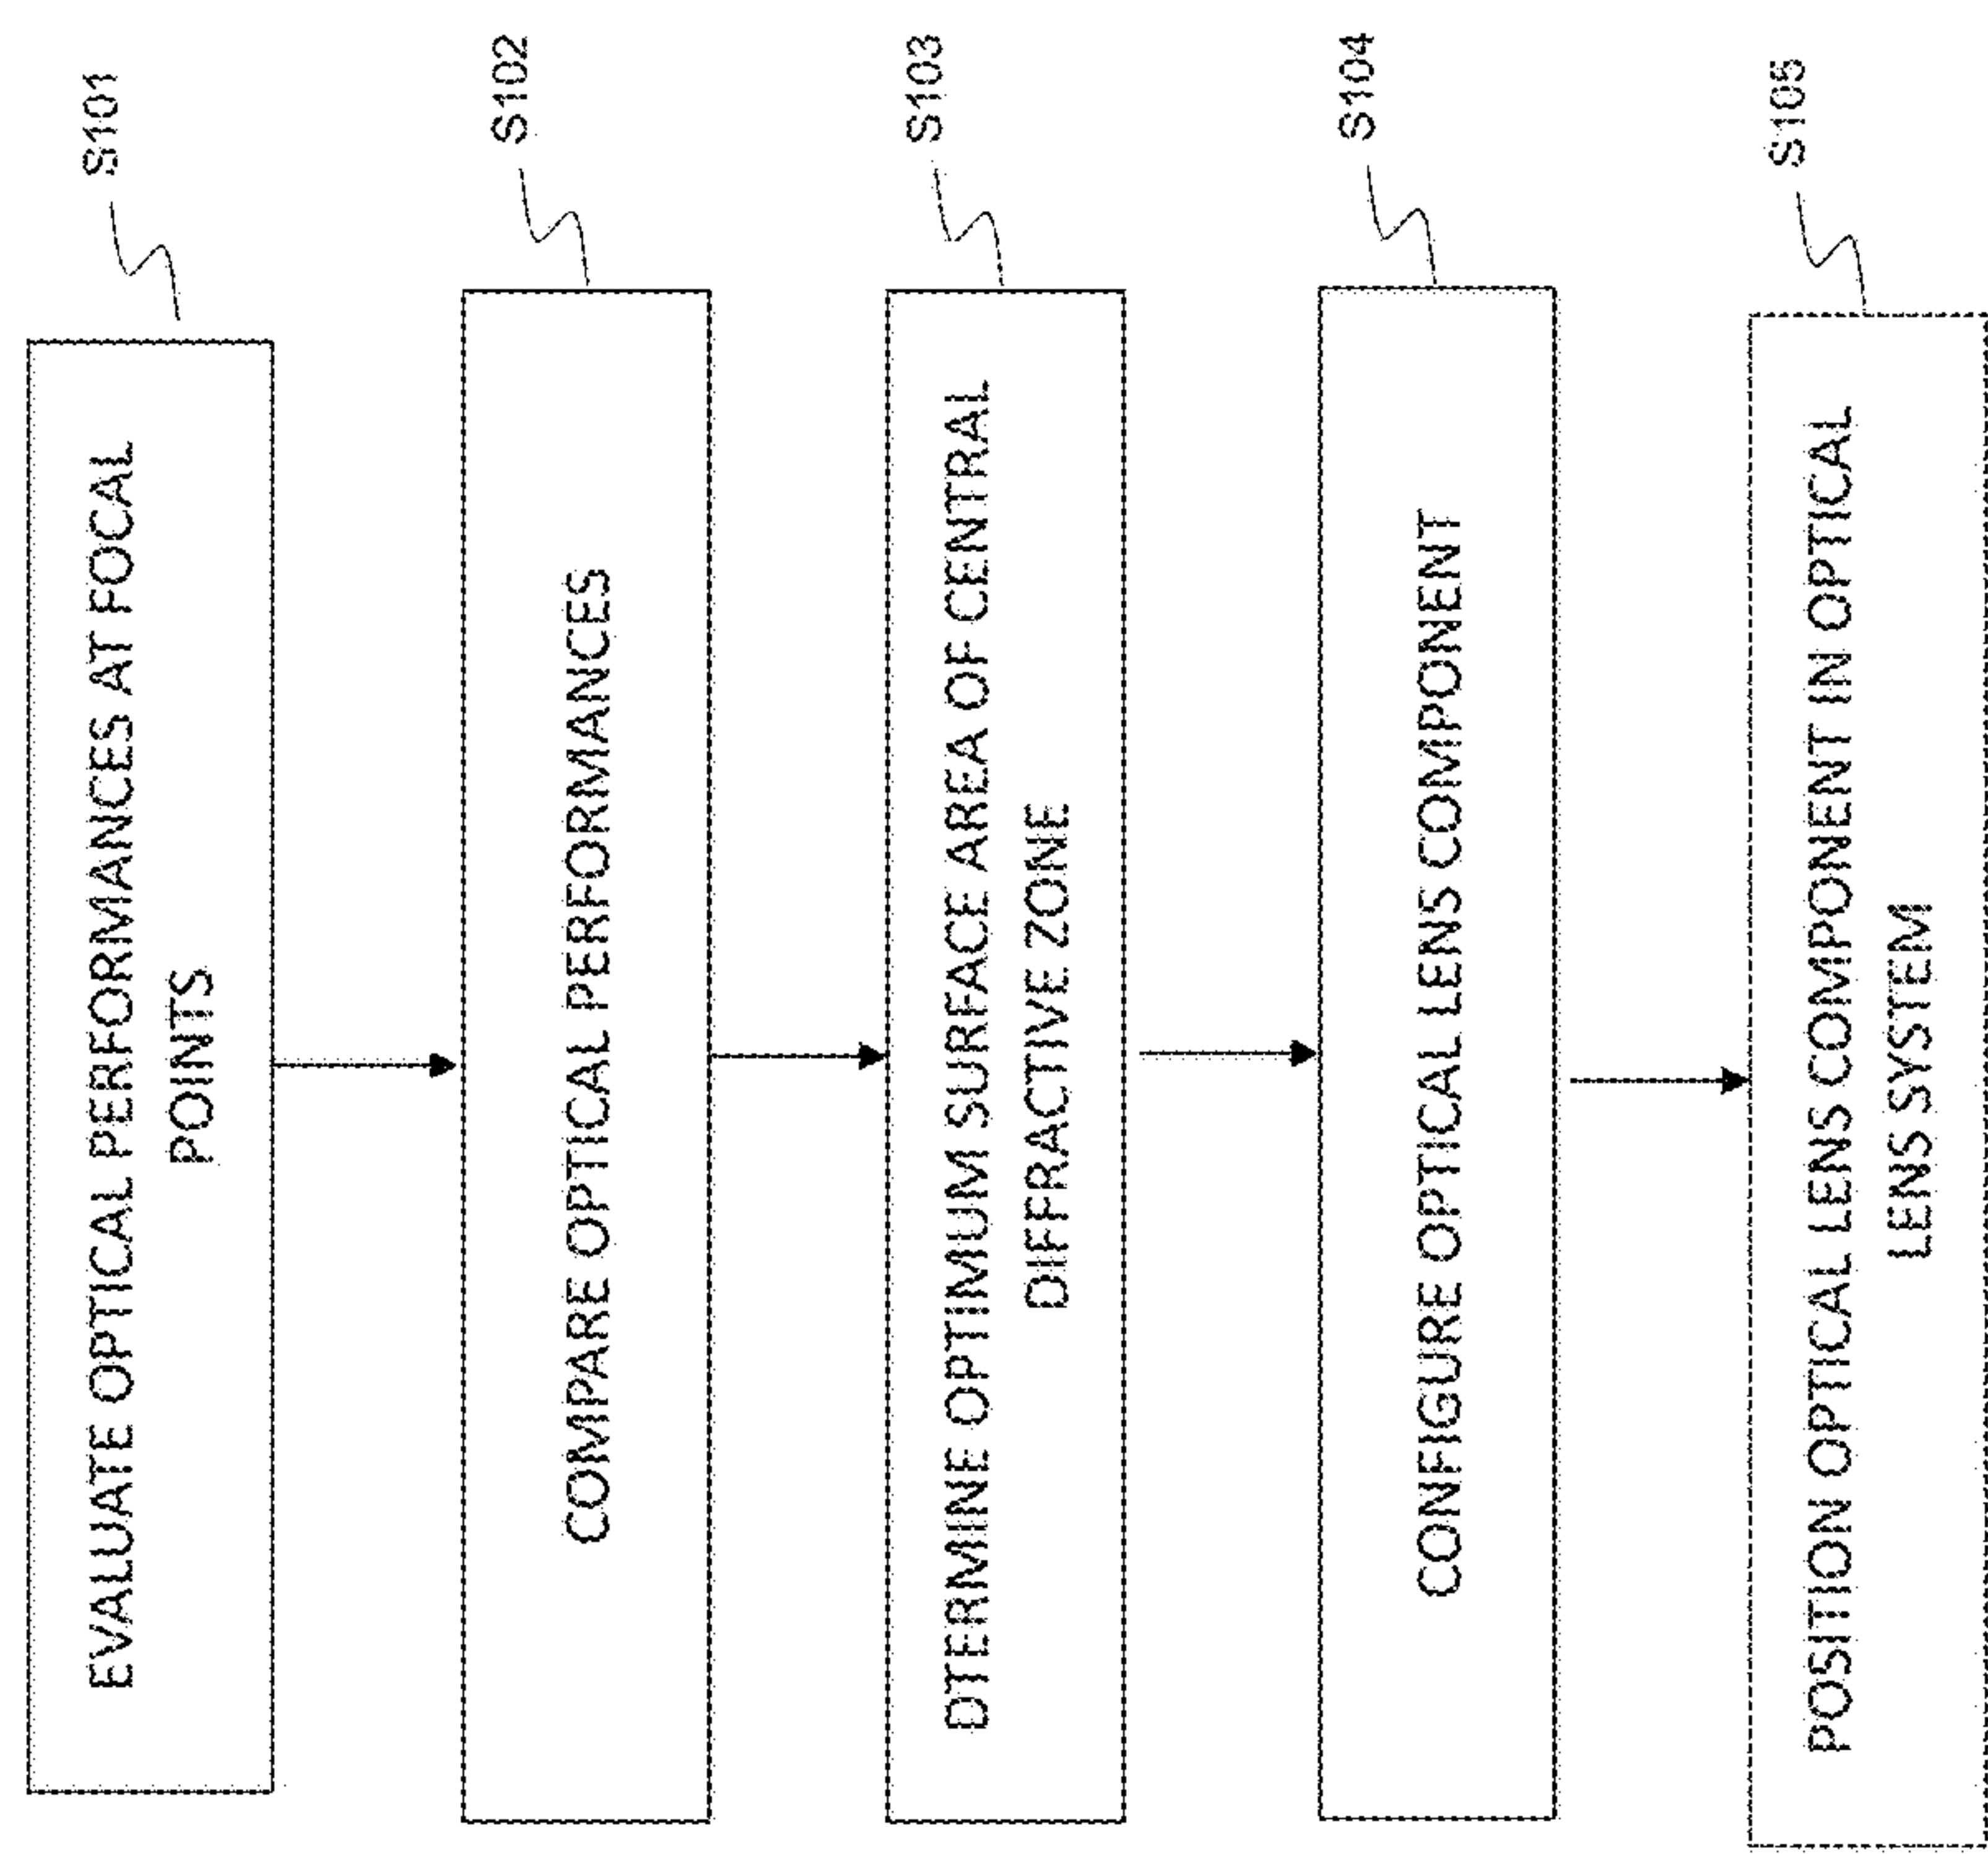 S101
EVALUATE OPTICAL PERFORMANCES AT FOCAL
POINTS
S102
COMPARE OPTICAL PERFORMANCES
S103
DTERMINE OPTIMUM SURFACE AREA OF CENTRAL
DIFFRACTIVE ZONE
S104
CONFIGURE OPTICAL LENS COMPONENT
S105
POSITION OPTICAL LENS COMPONENT IN OPTICAL
LENS SYSTEM